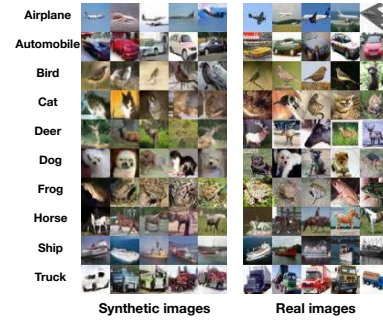 Airplane
Automobile
Bird
Cat
Deer
Dog
Frog
Horse
Ship
Truck
Synthetic images
Real images